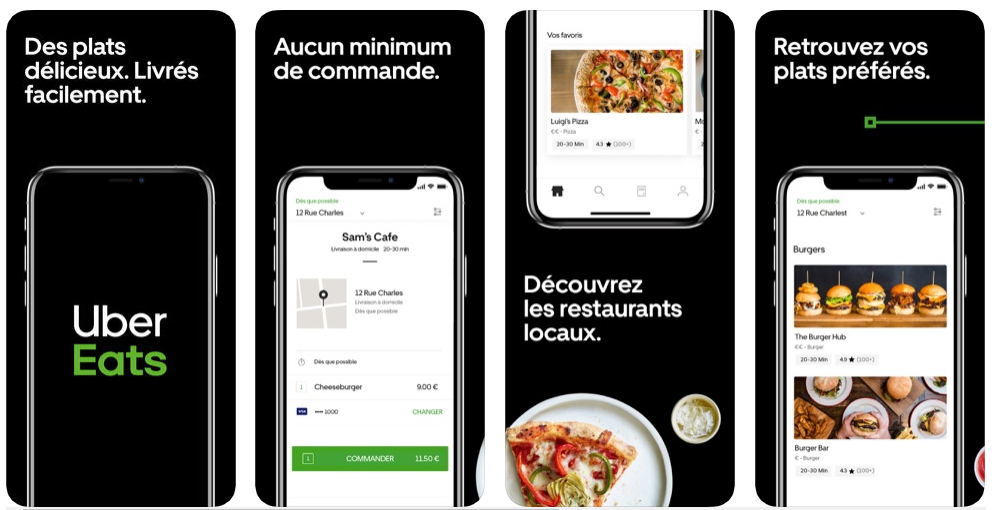 Des plats
délicieux. Livrés
facilement.
Uber
Eats
Aucun minimum
de commande.
Dès que possible
12 Rue Charles
Sam's Cafe
Livraison à domicile 20-30 min
12 Rue Charles
Livraison à domicile
Dès que possible
Dès que possible
1 Cheeseburger 9.00 €
VISA •••• 1000 CHANGER
1 COMMANDER 11.50 €
Vos favoris
Luigi's Pizza
€€ • Pizza
20-30 Min 4.3 ★ (100+)
Mo
€ •
Découvrez
les restaurants
locaux.
Retrouvez vos
plats préférés.
Dès que possible
12 Rue Charlest
Burgers
The Burger Hub
€€ • Burger
20-30 Min 4.9 ★ (100+)
Burger Bar
€ • Burger
20-30 Min 4.3 ★ (100+)